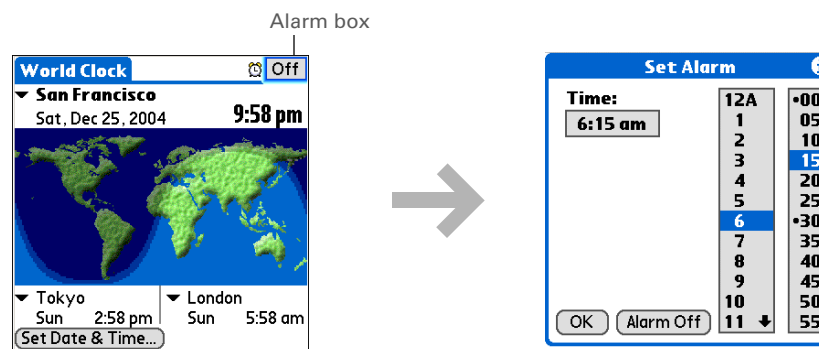 Alarm box
World Clock
Off
San Francisco
Sat, Dec 25, 2004
9:58 pm
Tokyo
Sun 2:58 pm
London
Sun 5:58 am
Set Date & Time...
Set Alarm
Time:
6:15 am
12A
1
2
3
4
5
6
7
8
9
10
11
•00
05
10
15
20
25
•30
35
40
45
50
55
OK
Alarm Off